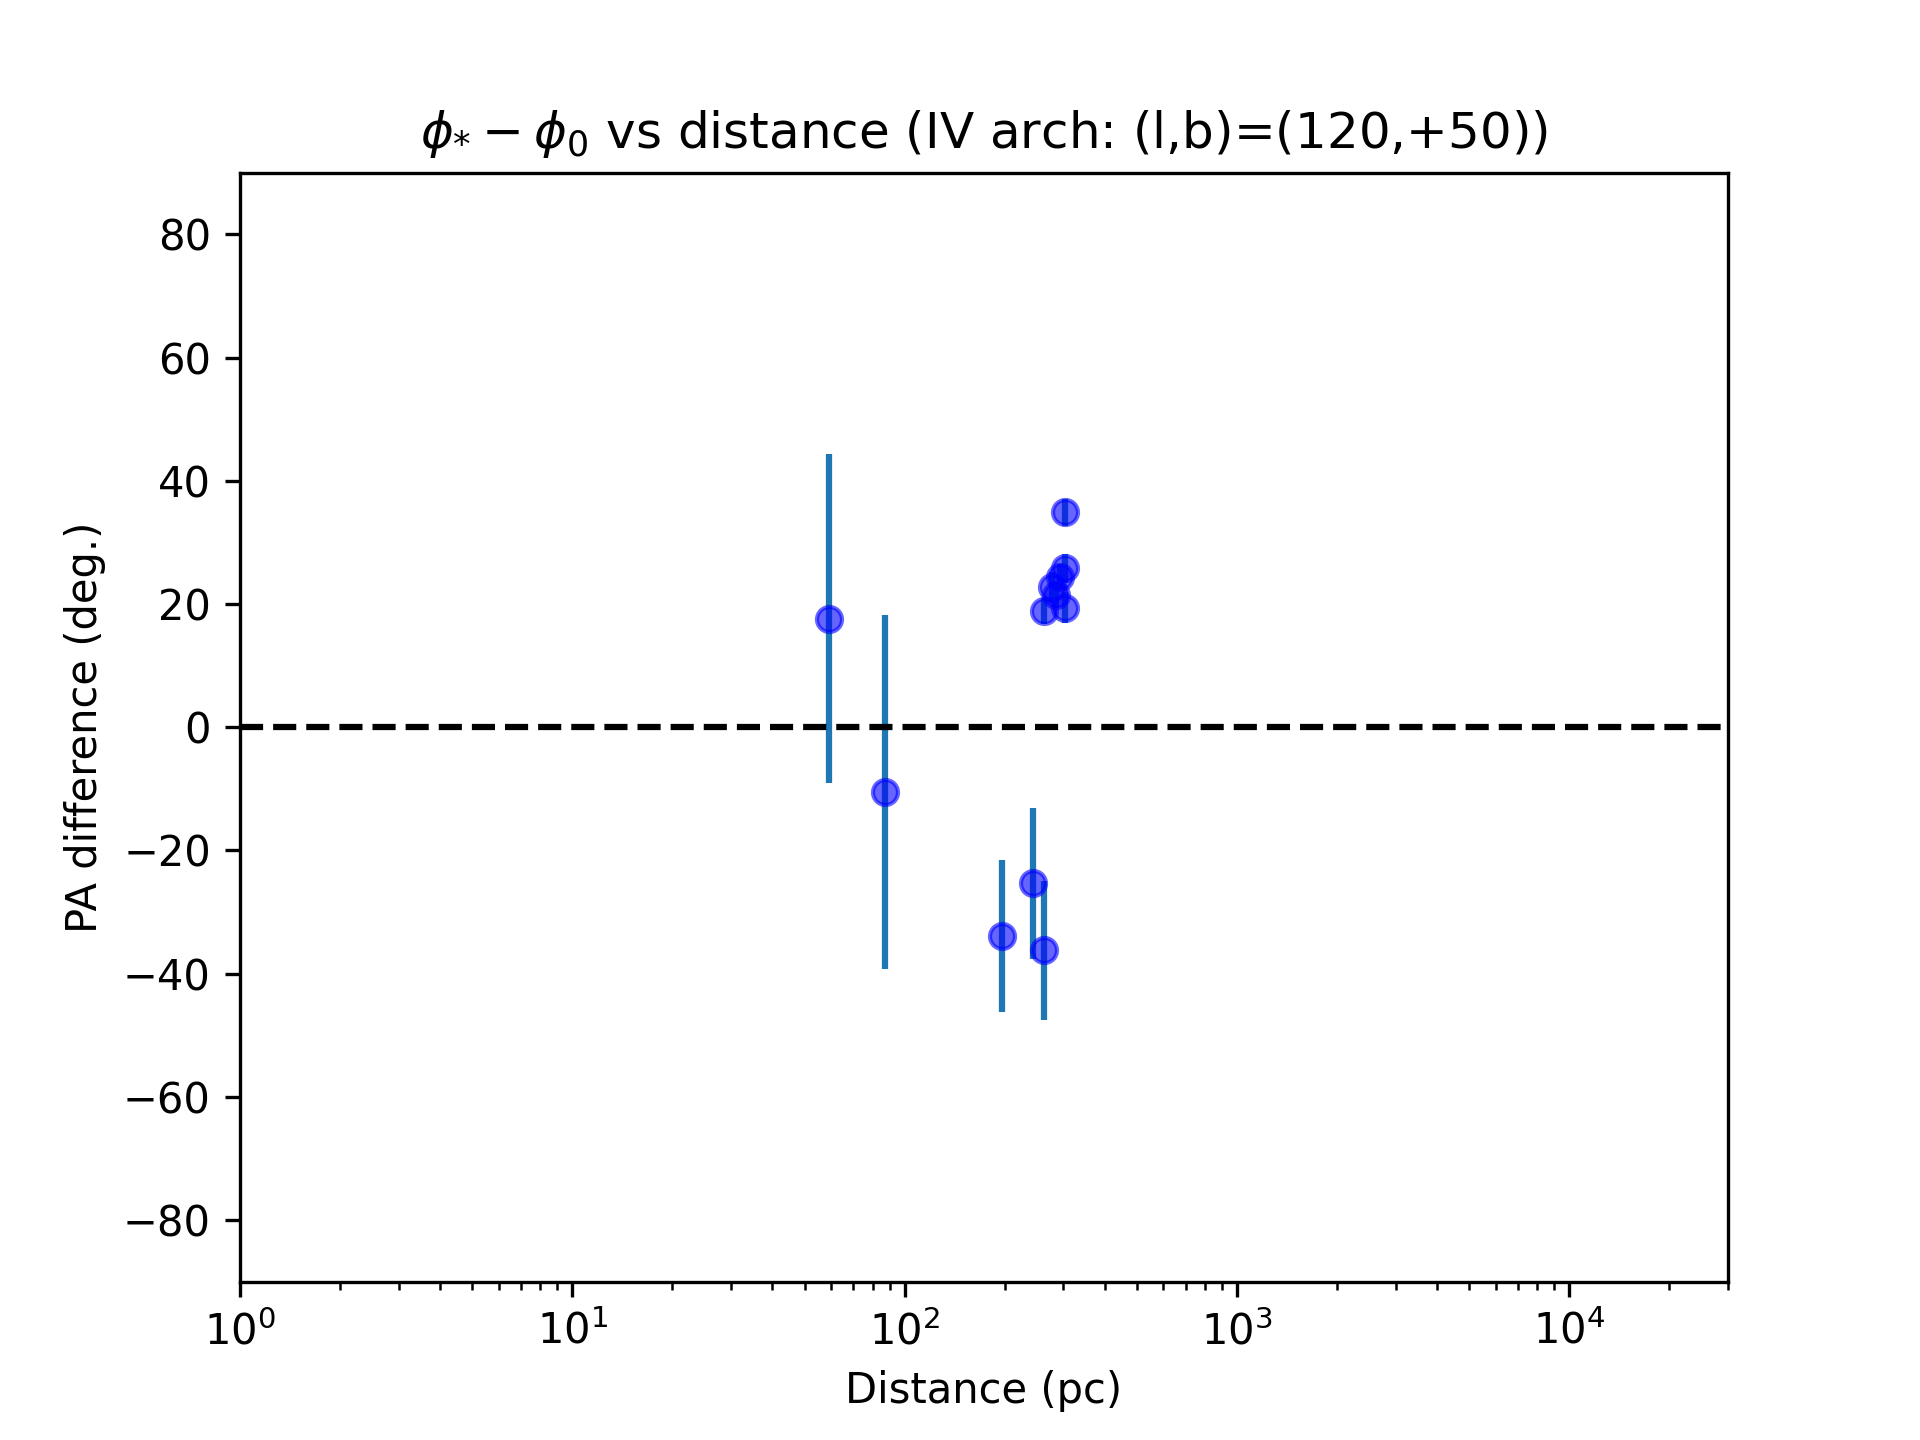 ϕ* − ϕ0 vs distance (IV arch: (l,b)=(120,+50))
80
60
40
20
0
−20
−40
−60
−80
PA difference (deg.)
10^0 10^1 10^2 10^3 10^4
Distance (pc)